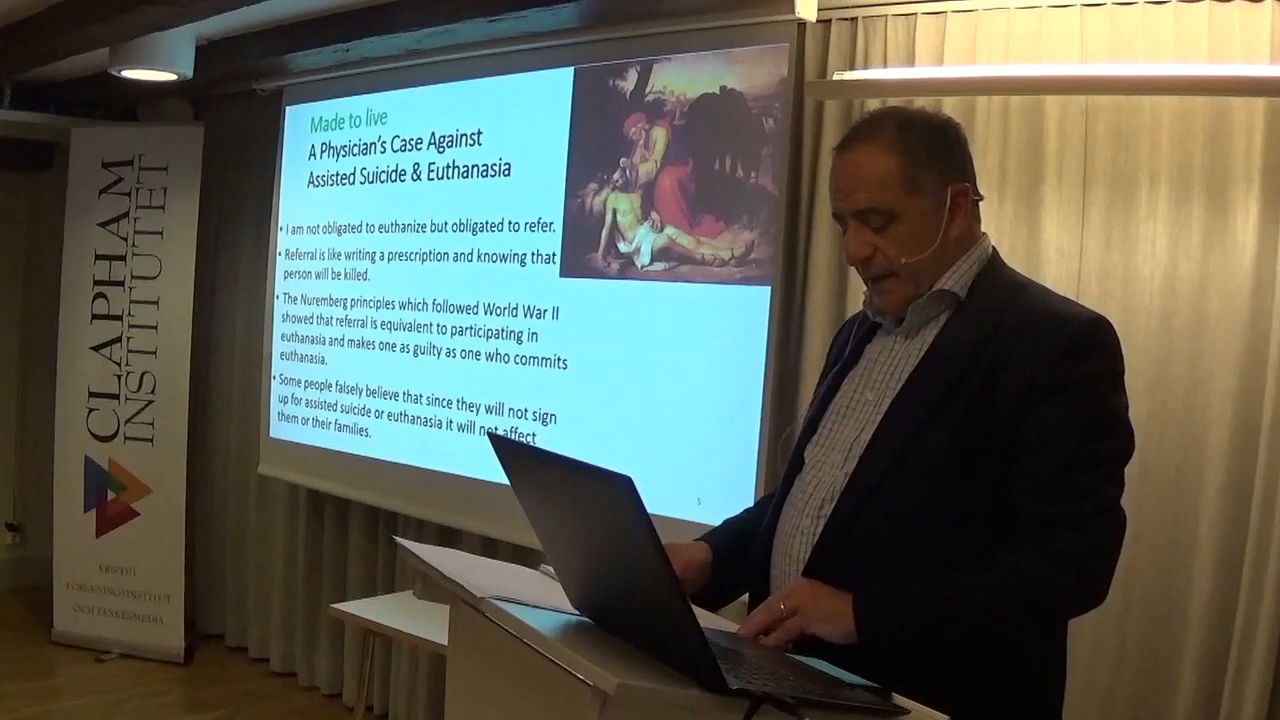 CLAPHAM
INSTITUTET
KRISTET
FORSKNINGSINSTITUT
OCH TANKESMEDJA
Made to live
A Physician's Case Against
Assisted Suicide & Euthanasia
• I am not obligated to euthanize but obligated to refer.
• Referral is like writing a prescription and knowing that
person will be killed.
• The Nuremberg principles which followed World War II
showed that referral is equivalent to participating in
euthanasia and makes one as guilty as one who commits
euthanasia.
• Some people falsely believe that since they will not sign
up for assisted suicide or euthanasia it will not affect
them or their families.
5